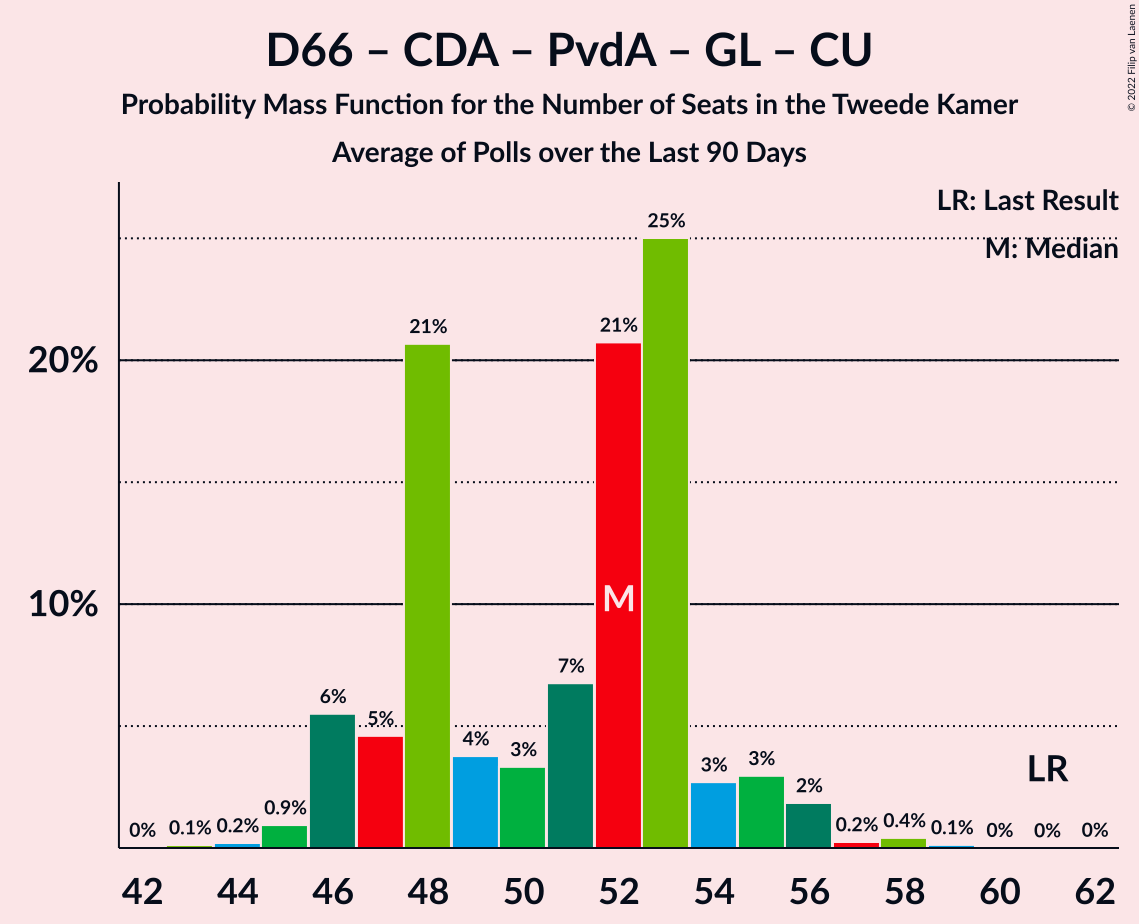 D66 – CDA – PvdA – GL – CU
Probability Mass Function for the Number of Seats in the Tweede Kamer
Average of Polls over the Last 90 Days
© 2022 Filip van Laenen
LR: Last Result
M: Median
20%
10%
0%
0.1%
0.2%
0.9%
6%
5%
21%
4%
3%
7%
21%
25%
3%
3%
2%
0.2%
0.4%
0.1%
0%
0%
0%
M
LR
42 44 46 48 50 52 54 56 58 60 62